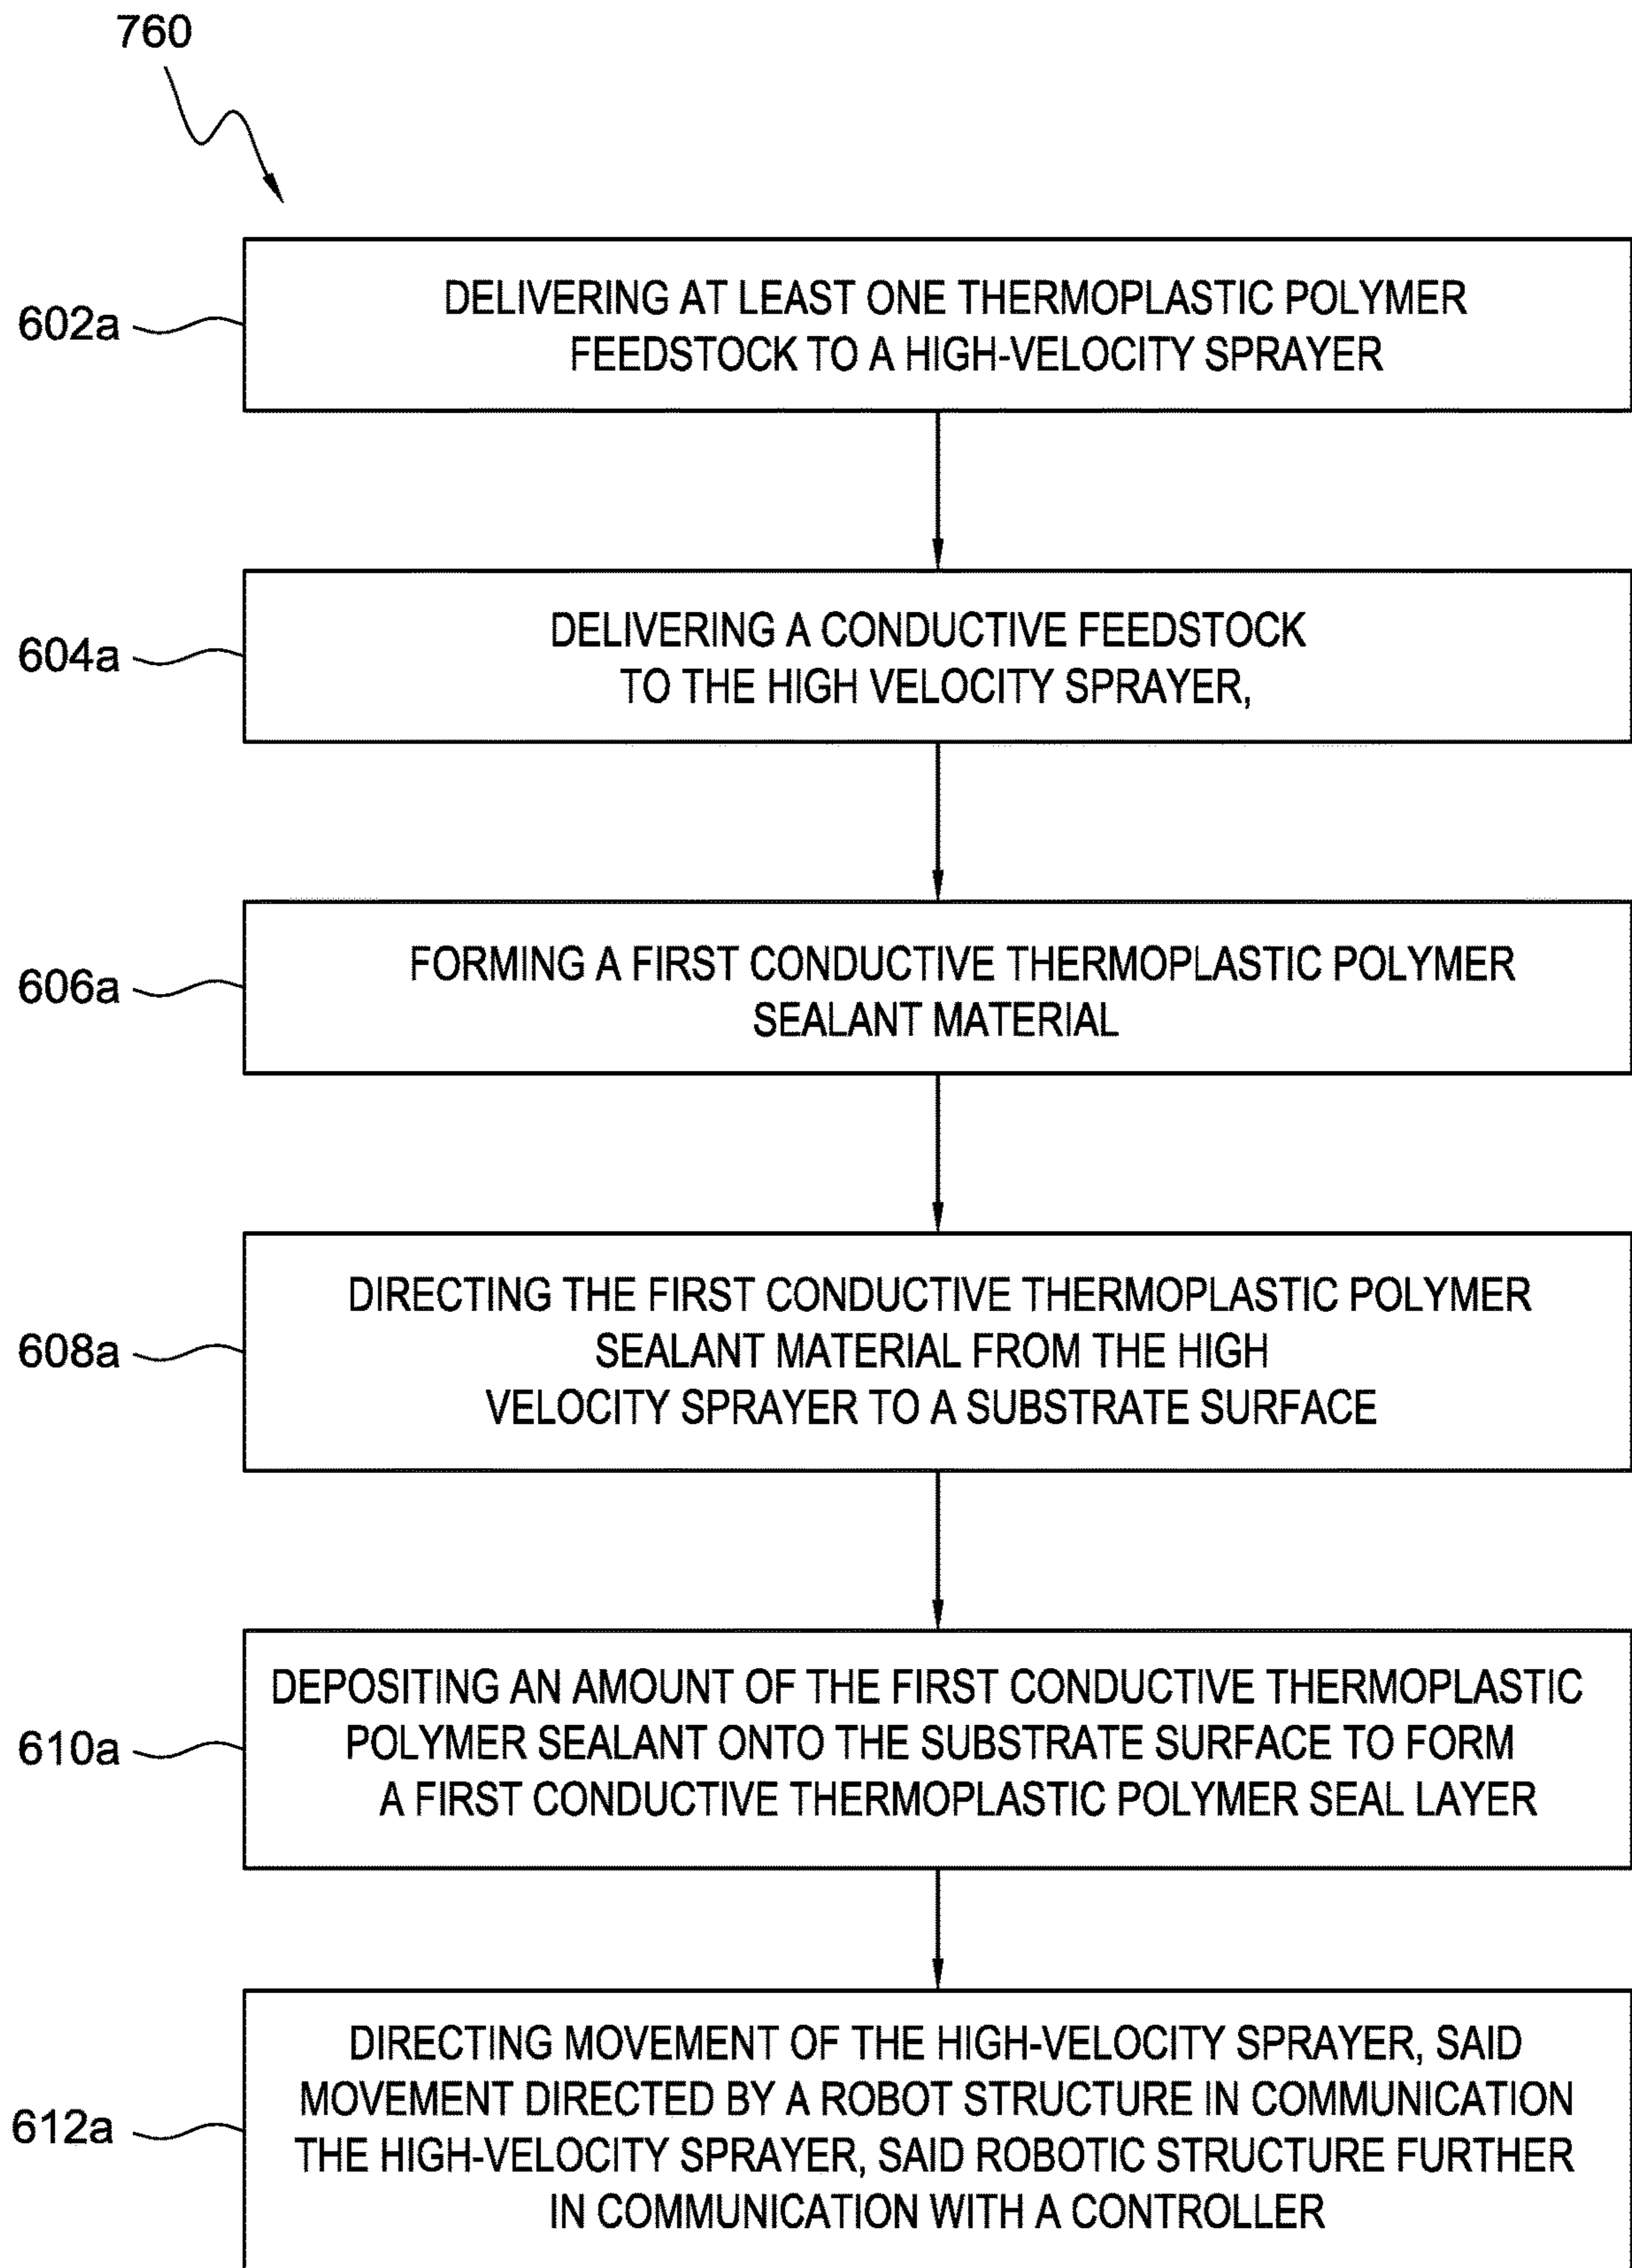 760
602a
DELIVERING AT LEAST ONE THERMOPLASTIC POLYMER
FEEDSTOCK TO A HIGH-VELOCITY SPRAYER
604a
DELIVERING A CONDUCTIVE FEEDSTOCK
TO THE HIGH VELOCITY SPRAYER,
606a
FORMING A FIRST CONDUCTIVE THERMOPLASTIC POLYMER
SEALANT MATERIAL
608a
DIRECTING THE FIRST CONDUCTIVE THERMOPLASTIC POLYMER
SEALANT MATERIAL FROM THE HIGH
VELOCITY SPRAYER TO A SUBSTRATE SURFACE
610a
DEPOSITING AN AMOUNT OF THE FIRST CONDUCTIVE THERMOPLASTIC
POLYMER SEALANT ONTO THE SUBSTRATE SURFACE TO FORM
A FIRST CONDUCTIVE THERMOPLASTIC POLYMER SEAL LAYER
612a
DIRECTING MOVEMENT OF THE HIGH-VELOCITY SPRAYER, SAID
MOVEMENT DIRECTED BY A ROBOT STRUCTURE IN COMMUNICATION
THE HIGH-VELOCITY SPRAYER, SAID ROBOTIC STRUCTURE FURTHER
IN COMMUNICATION WITH A CONTROLLER